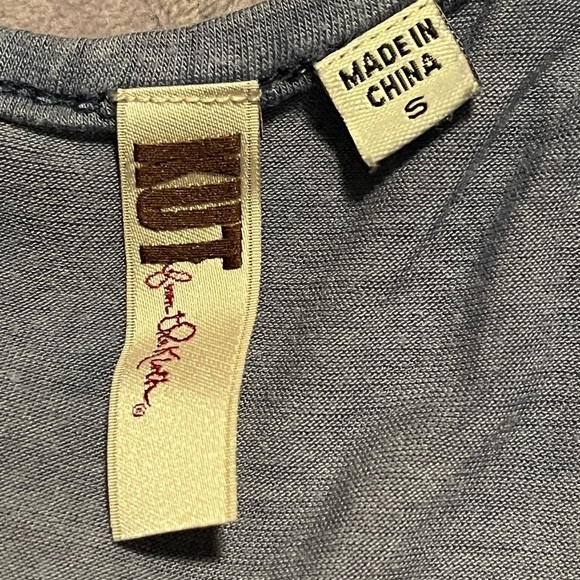 KUT
from the Kloth®
MADE IN
CHINA
S